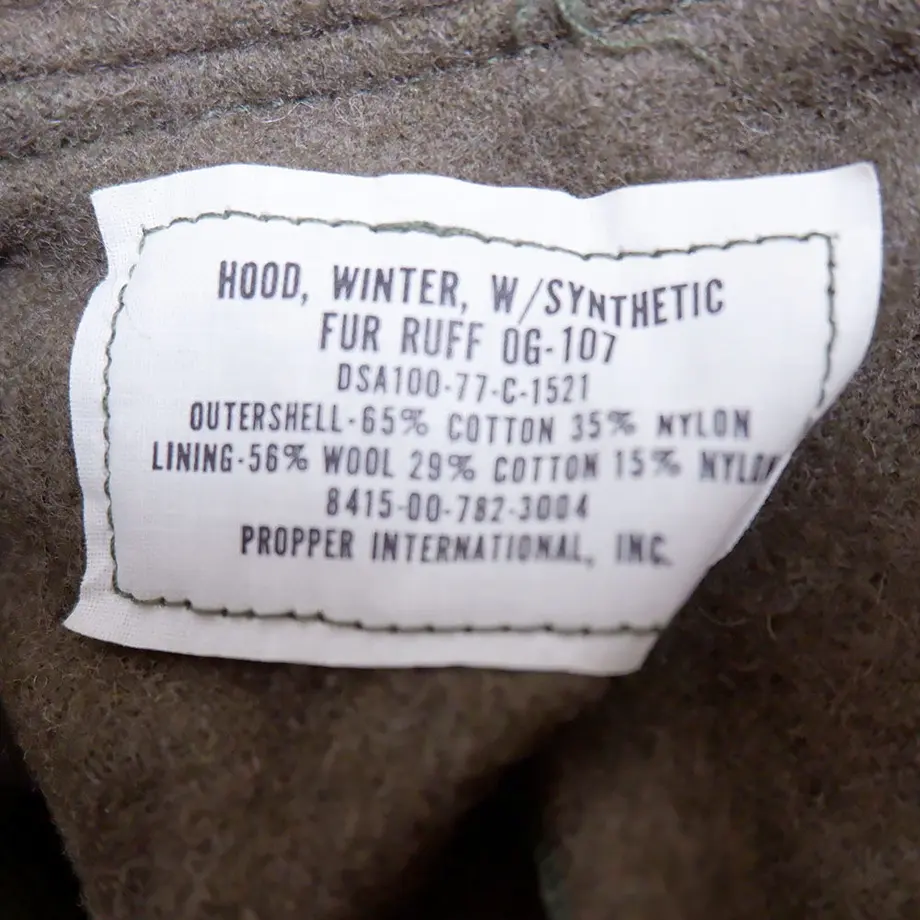 HOOD, WINTER, W/SYNTHETIC
FUR RUFF OG-107
DSA100-77-C-1521
OUTERSHELL-65% COTTON 35% NYLON
LINING-56% WOOL 29% COTTON 15% NYLON
8415-00-782-3004
PROPPER INTERNATIONAL, INC.